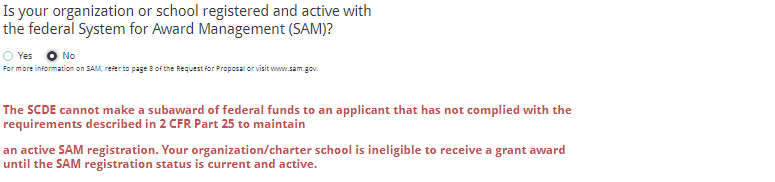 Is your organization or school registered and active with
the federal System for Award Management (SAM)?
Yes No
For more information on SAM, refer to page 8 of the Request for Proposal or visit www.sam.gov.
The SCDE cannot make a subaward of federal funds to an applicant that has not complied with the
requirements described in 2 CFR Part 25 to maintain
an active SAM registration. Your organization/charter school is ineligible to receive a grant award
until the SAM registration status is current and active.